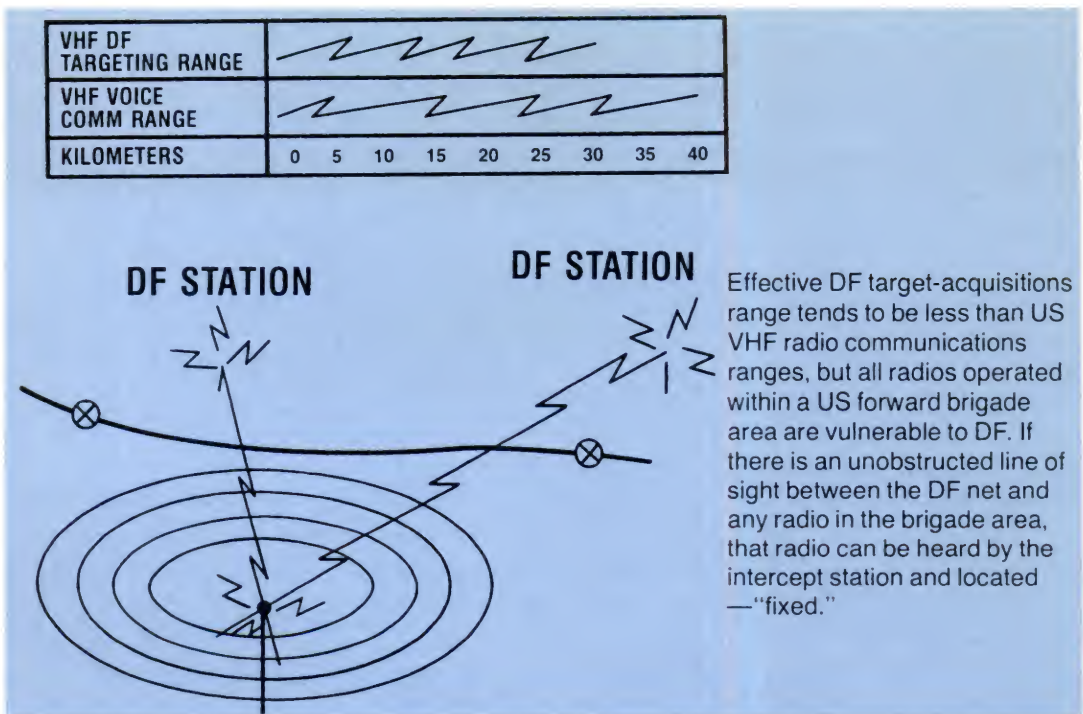 VHF DF
TARGETING RANGE
VHF VOICE
COMM RANGE
KILOMETERS 0 5 10 15 20 25 30 35 40
DF STATION
DF STATION
Effective DF target-acquisitions
range tends to be less than US
VHF radio communications
ranges, but all radios operated
within a US forward brigade
area are vulnerable to DF. If
there is an unobstructed line of
sight between the DF net and
any radio in the brigade area,
that radio can be heard by the
intercept station and located
—"fixed."